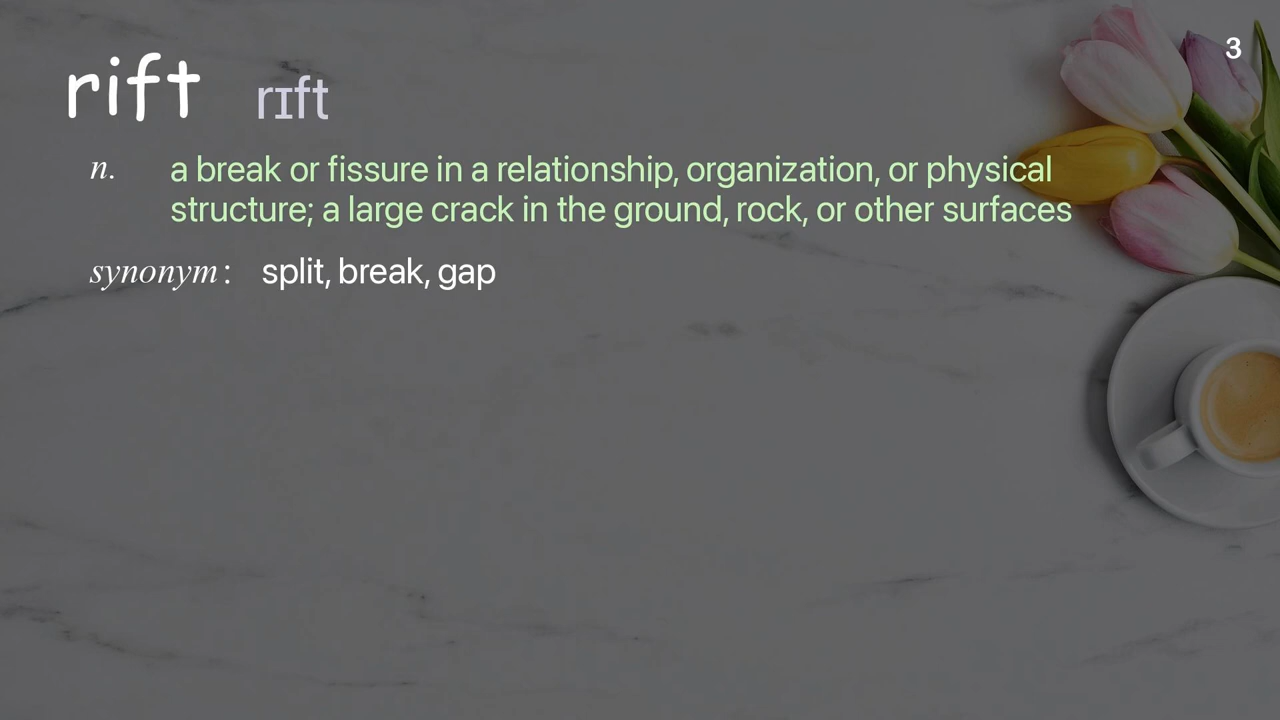 3
rift rɪft
n. a break or fissure in a relationship, organization, or physical
structure; a large crack in the ground, rock, or other surfaces
synonym: split, break, gap